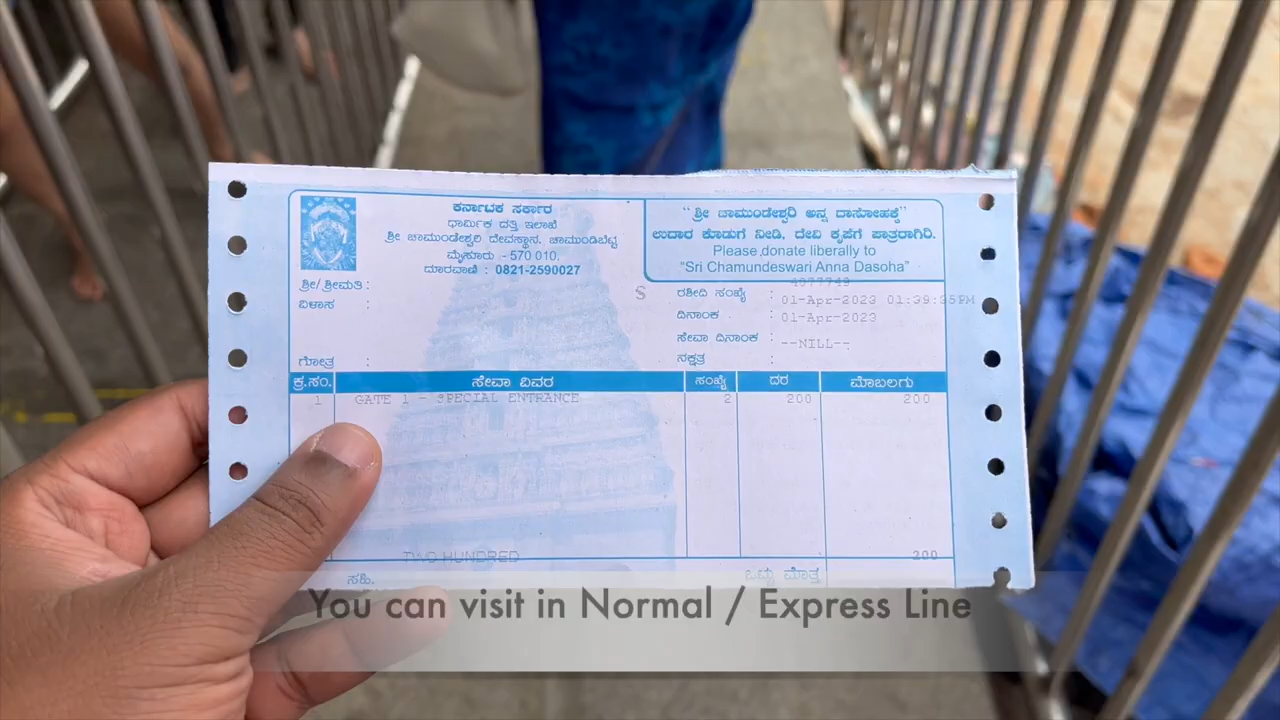 ಕರ್ನಾಟಕ ಸರ್ಕಾರ
ಧಾರ್ಮಿಕ ದತ್ತಿ ಇಲಾಖೆ
ಶ್ರೀ ಚಾಮುಂಡೇಶ್ವರಿ ದೇವಸ್ಥಾನ, ಚಾಮುಂಡಿಬೆಟ್ಟ
ಮೈಸೂರು - 570 010.
ದೂರವಾಣಿ : 0821-2590027
"ಶ್ರೀ ಚಾಮುಂಡೇಶ್ವರಿ ಅನ್ನ ದಾಸೋಹಕ್ಕೆ"
ಉದಾರ ಕೊಡುಗೆ ನೀಡಿ, ದೇವಿ ಕೃಪೆಗೆ ಪಾತ್ರರಾಗಿರಿ.
Please donate liberally to
"Sri Chamundeswari Anna Dasoha"
ಶ್ರೀ/ಶ್ರೀಮತಿ :
ವಿಳಾಸ :
ಗೋತ್ರ :
S
4077749
ರಶೀದಿ ಸಂಖ್ಯೆ : 01-Apr-2023 01:39:35PM
ದಿನಾಂಕ : 01-Apr-2023
ಸೇವಾ ದಿನಾಂಕ : --NILL--
ನಕ್ಷತ್ರ :
ಕ್ರ.ಸಂ. ಸೇವಾ ವಿವರ ಸಂಖ್ಯೆ ದರ ಮೊಬಲಗು
1 GATE 1 - SPECIAL ENTRANCE 2 200 200
TWO HUNDRED 200
ಸಹಿ. ಒಟ್ಟು ಮೊತ್ತ
You can visit in Normal / Express Line